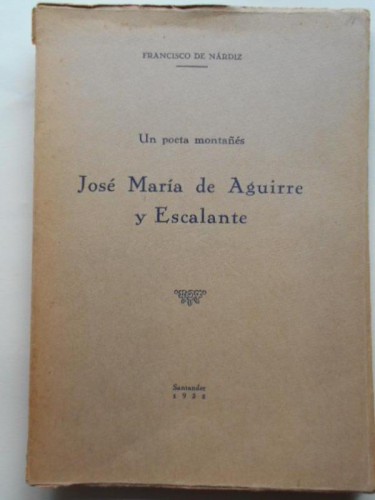 FRANCISCO DE NÁRDIZ
Un poeta montañés
José María de Aguirre
y Escalante
Santander